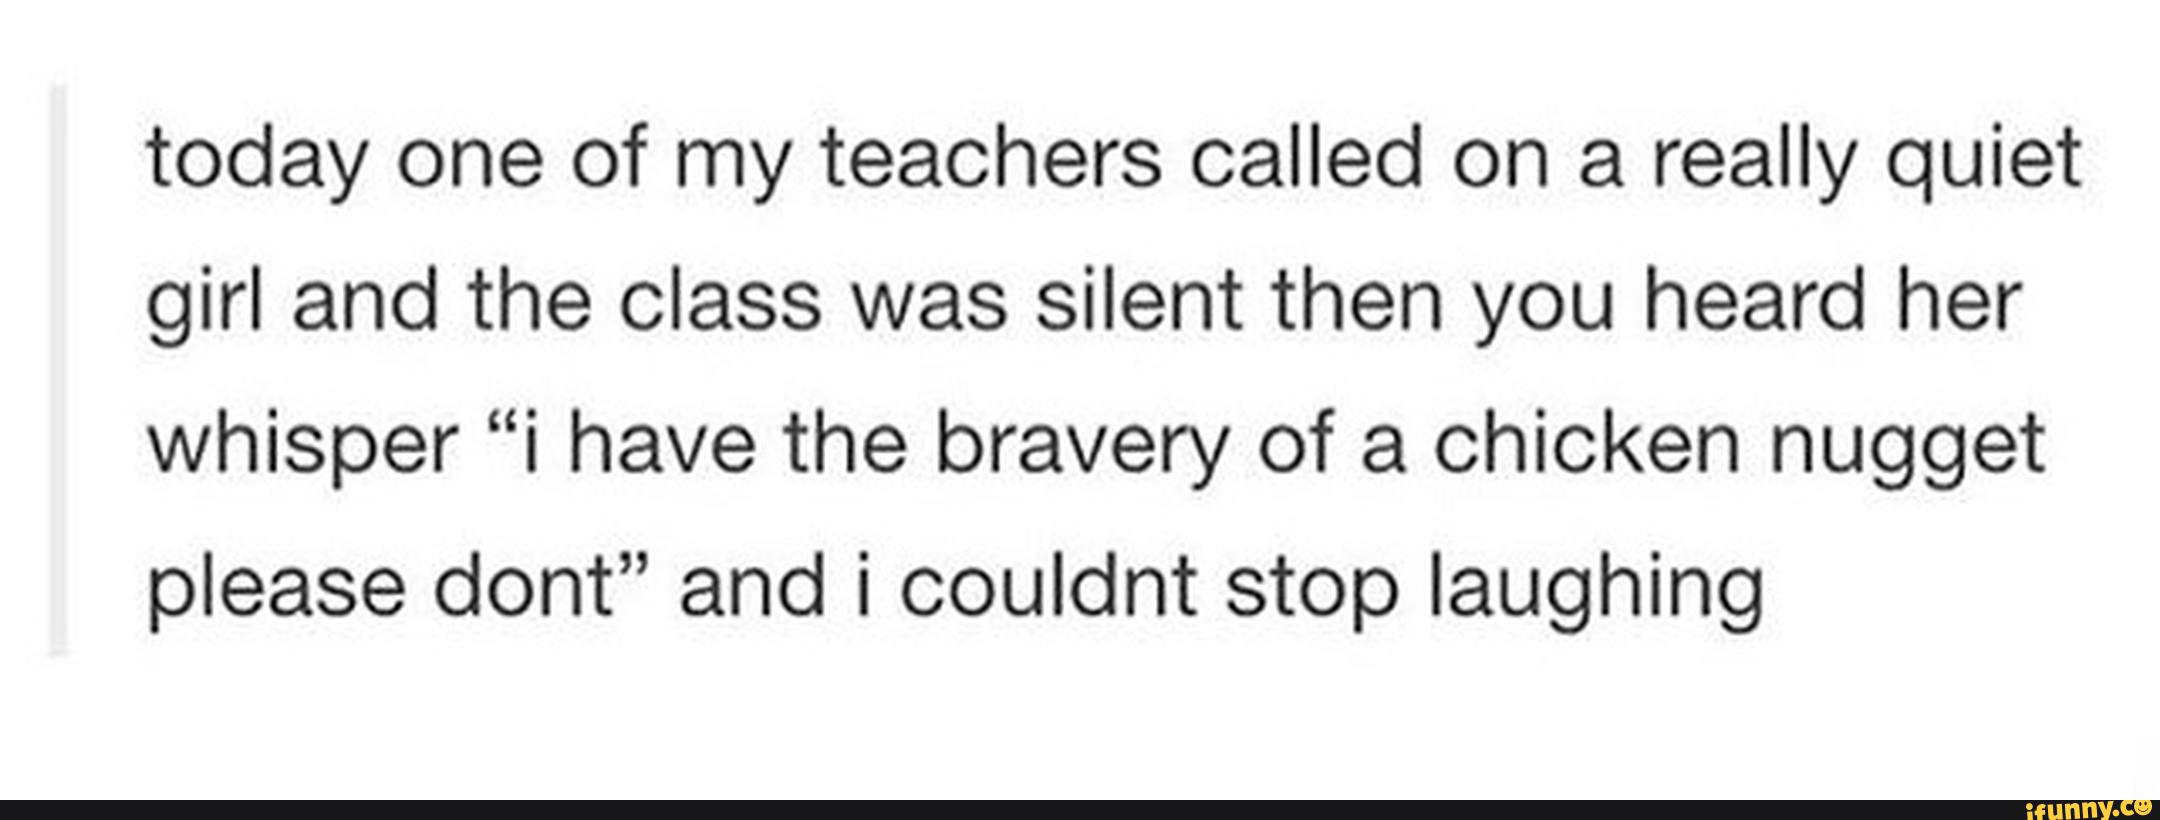 today one of my teachers called on a really quiet
girl and the class was silent then you heard her
whisper “i have the bravery of a chicken nugget
please dont” and i couldnt stop laughing
ifunny.co